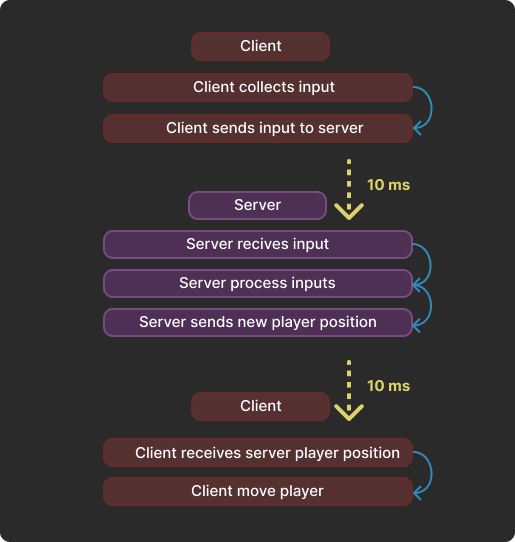 Client
Client collects input
Client sends input to server
10 ms
Server
Server recives input
Server process inputs
Server sends new player position
10 ms
Client
Client receives server player position
Client move player